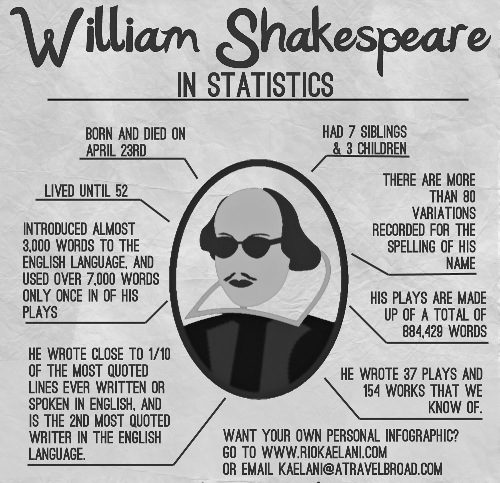 William Shakespeare
IN STATISTICS
BORN AND DIED ON
APRIL 23RD
HAD 7 SIBLINGS
& 3 CHILDREN
LIVED UNTIL 52
THERE ARE MORE
THAN 80
VARIATIONS
RECORDED FOR THE
SPELLING OF HIS
NAME
INTRODUCED ALMOST
3,000 WORDS TO THE
ENGLISH LANGUAGE, AND
USED OVER 7,000 WORDS
ONLY ONCE IN OF HIS
PLAYS
HIS PLAYS ARE MADE
UP OF A TOTAL OF
884,429 WORDS
HE WROTE CLOSE TO 1/10
OF THE MOST QUOTED
LINES EVER WRITTEN OR
SPOKEN IN ENGLISH, AND
IS THE 2ND MOST QUOTED
WRITER IN THE ENGLISH
LANGUAGE.
HE WROTE 37 PLAYS AND
154 WORKS THAT WE
KNOW OF.
WANT YOUR OWN PERSONAL INFOGRAPHIC?
GO TO WWW.RIOKAELANI.COM
OR EMAIL KAELANI@ATRAVELBROAD.COM